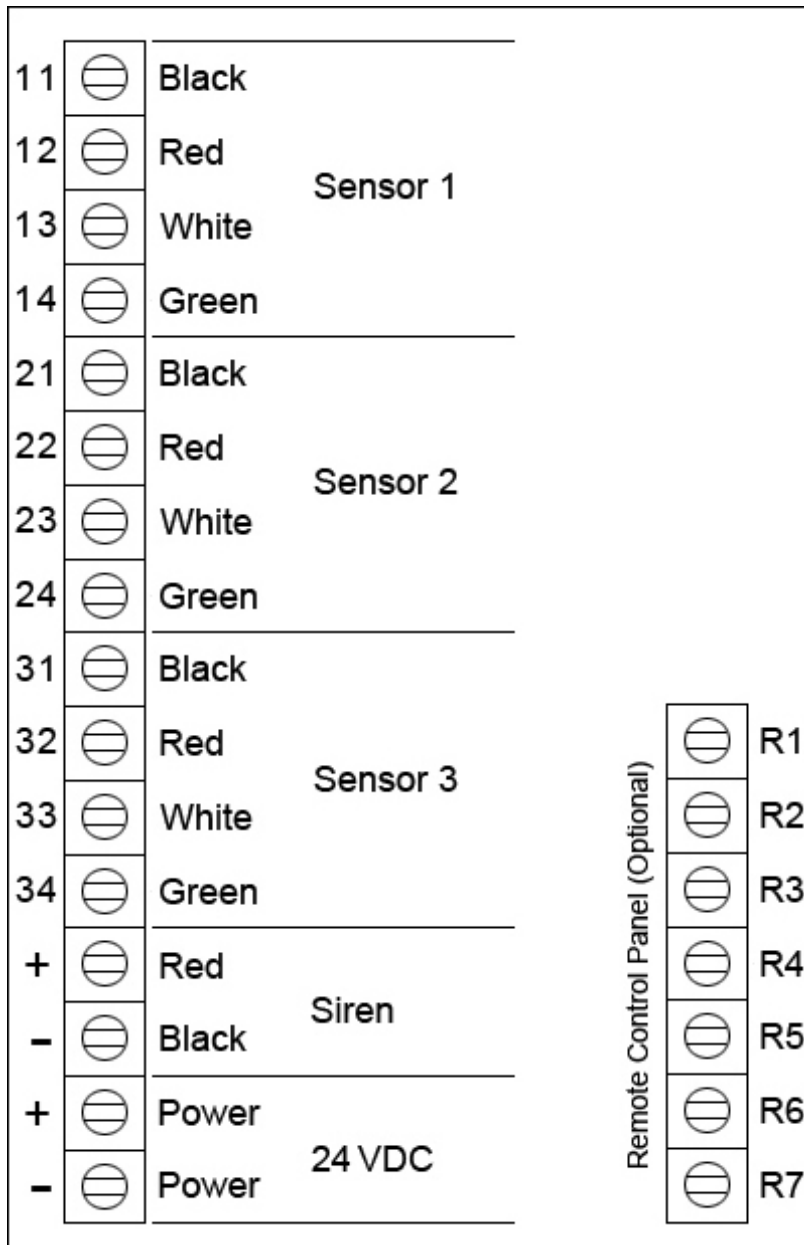 11 Black
12 Red
Sensor 1
13 White
14 Green
21 Black
22 Red
Sensor 2
23 White
24 Green
31 Black
32 Red
Sensor 3
33 White
34 Green
+ Red
Siren
- Black
+ Power
24 VDC
- Power
Remote Control Panel (Optional)
R1
R2
R3
R4
R5
R6
R7